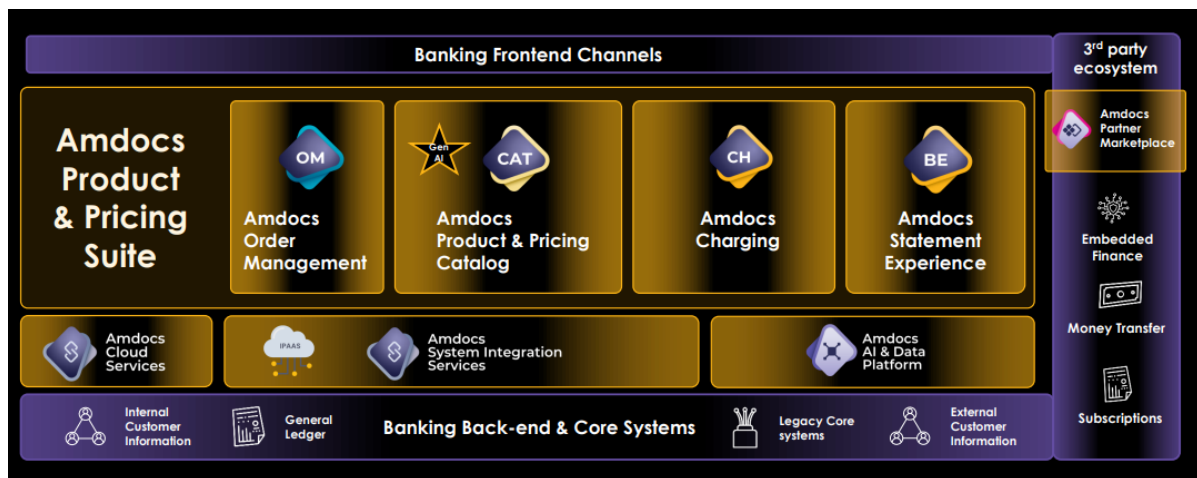 Banking Frontend Channels
3rd party
ecosystem
Amdocs
Product
& Pricing
Suite
OM
Amdocs
Order
Management
Gen
AI
CAT
Amdocs
Product & Pricing
Catalog
CH
Amdocs
Charging
BE
Amdocs
Statement
Experience
Amdocs
Partner
Marketplace
Embedded
Finance
Money Transfer
Subscriptions
Amdocs
Cloud
Services
IPAAS
Amdocs
System Integration
Services
Amdocs
AI & Data
Platform
Internal
Customer
Information
General
Ledger
Banking Back-end & Core Systems
Legacy Core
systems
External
Customer
Information